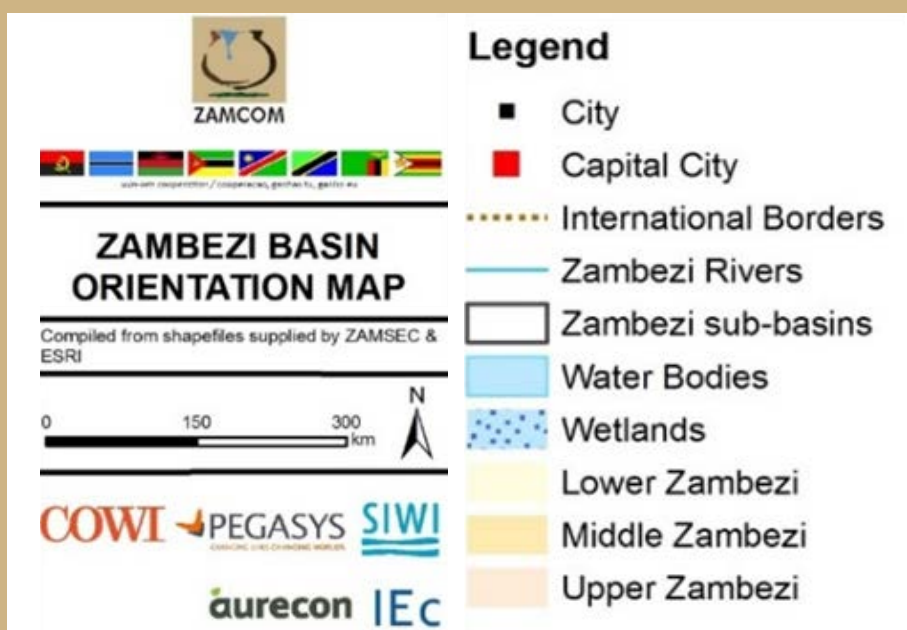 ZAMCOM
ZAMBEZI BASIN
ORIENTATION MAP
Compiled from shapefiles supplied by ZAMSEC &
ESRI
N
0 150 300
km
COWI PEGASYS SIWI
aurecon IEc
Legend
City
Capital City
International Borders
Zambezi Rivers
Zambezi sub-basins
Water Bodies
Wetlands
Lower Zambezi
Middle Zambezi
Upper Zambezi